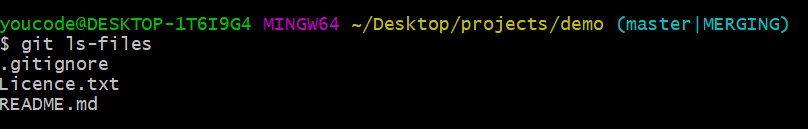 youcode@DESKTOP-1T6I9G4 MINGW64 ~/Desktop/projects/demo (master|MERGING)
$ git ls-files
.gitignore
Licence.txt
README.md